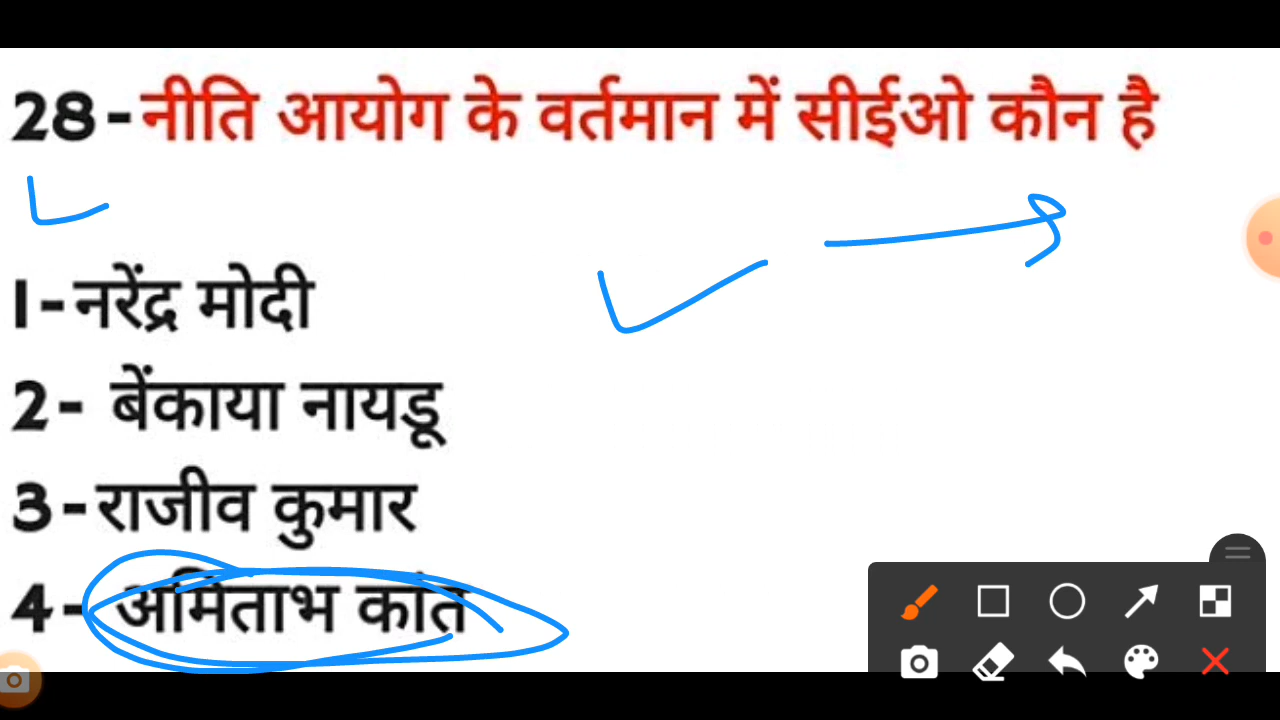 28-नीति आयोग के वर्तमान में सीईओ कौन है
1-नरेंद्र मोदी
2- बेंकाया नायडू
3-राजीव कुमार
4-अमिताभ कांत